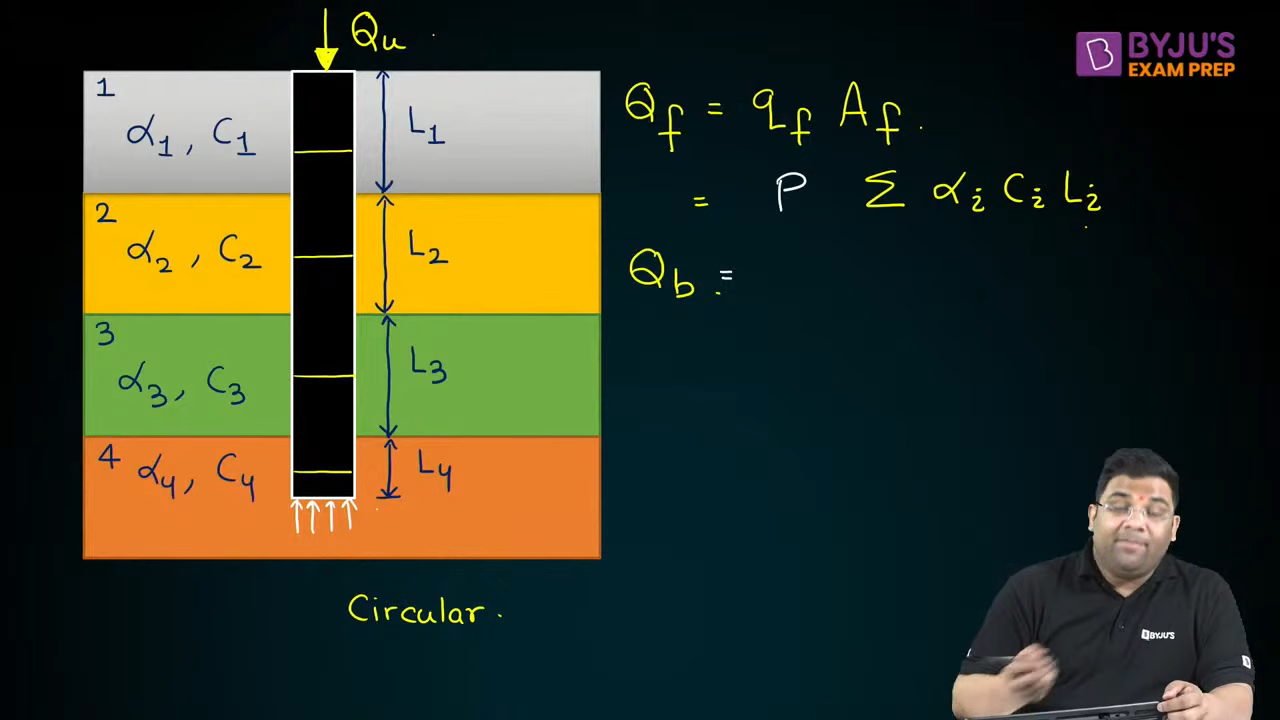 Qu
BYJU'S
EXAM PREP
1
α1, C1
L1
Qf = qf Af.
= P Σ αi Ci Li
2
α2, C2
L2
Qb =
3
α3, C3
L3
4
α4, C4
L4
Circular.
BYJU'S